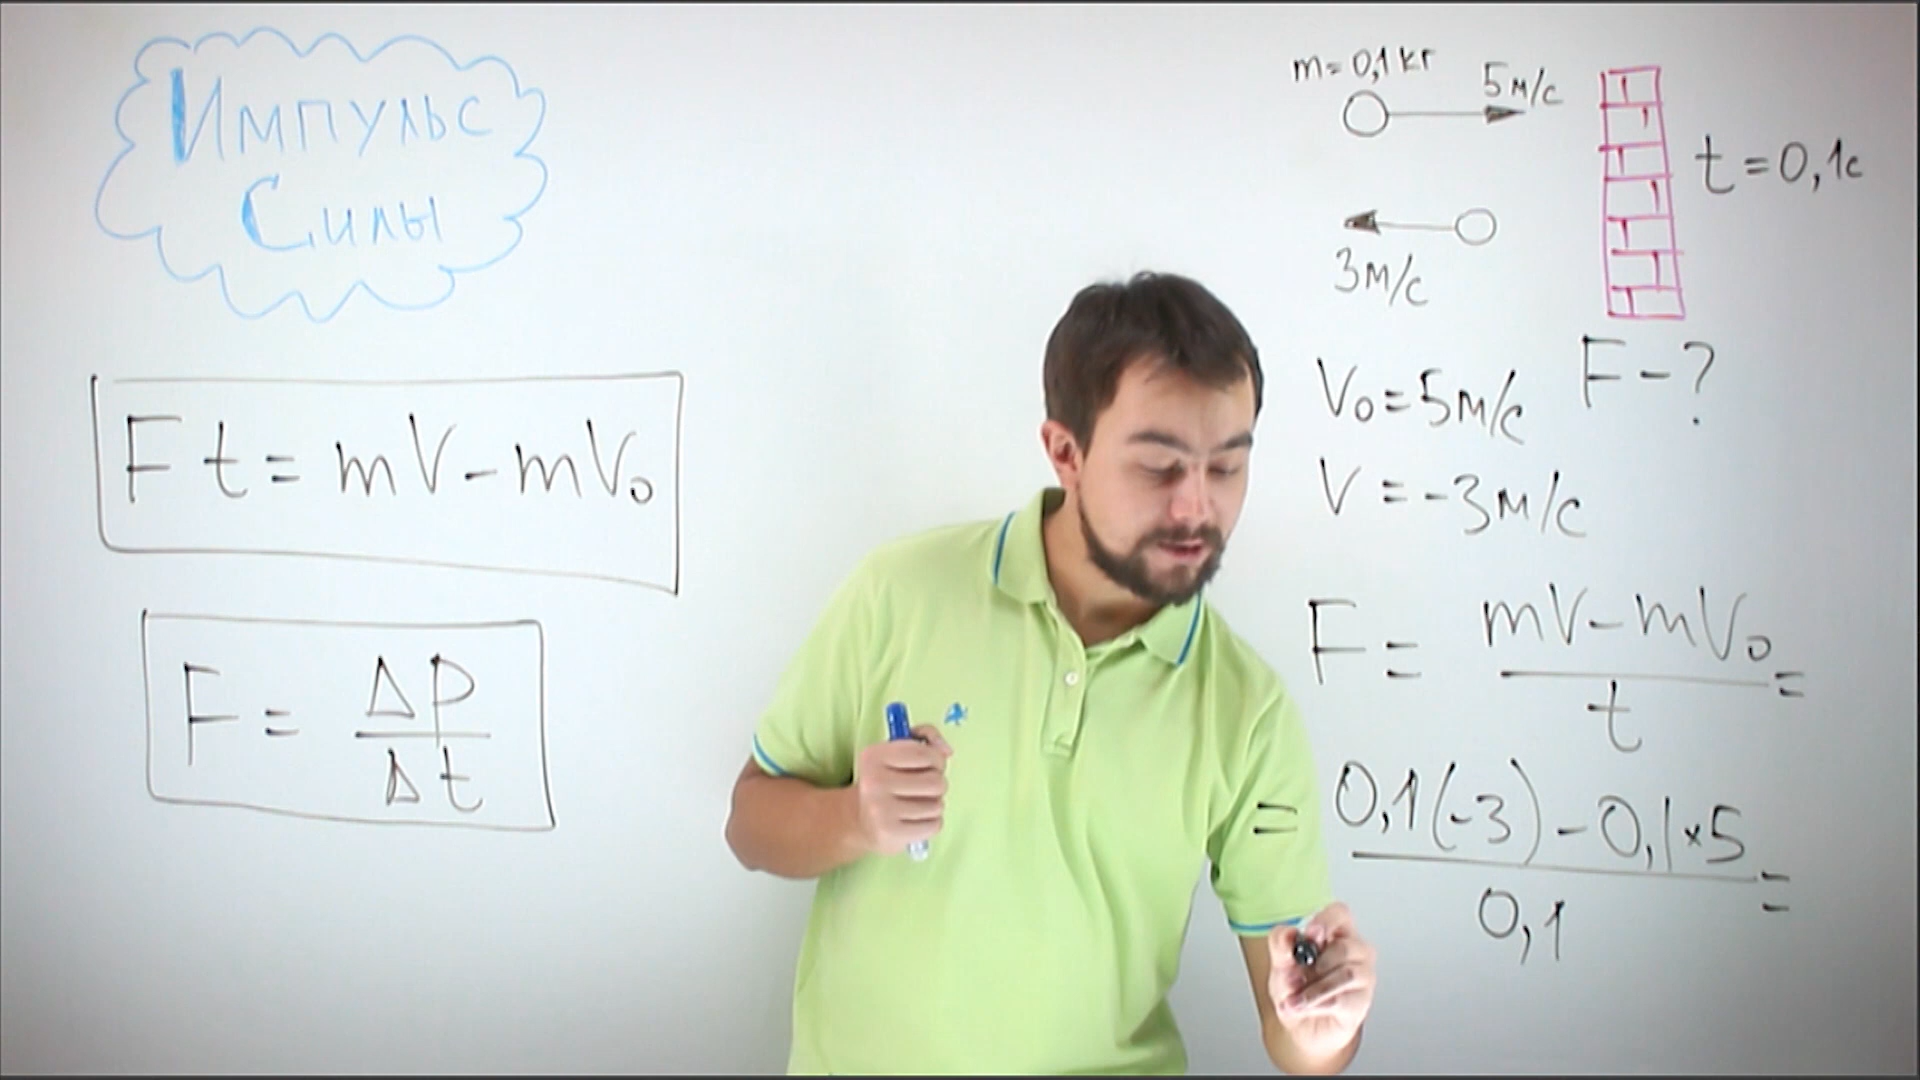 Импульс
Силы
Ft = mV - mV₀
F = Δp
Δt
m = 0,1 кг
5 м/с
t = 0,1с
3 м/с
F - ?
V₀ = 5 м/с
V = -3 м/с
F = mV - mV₀ =
t
= 0,1(-3) - 0,1×5 =
0,1